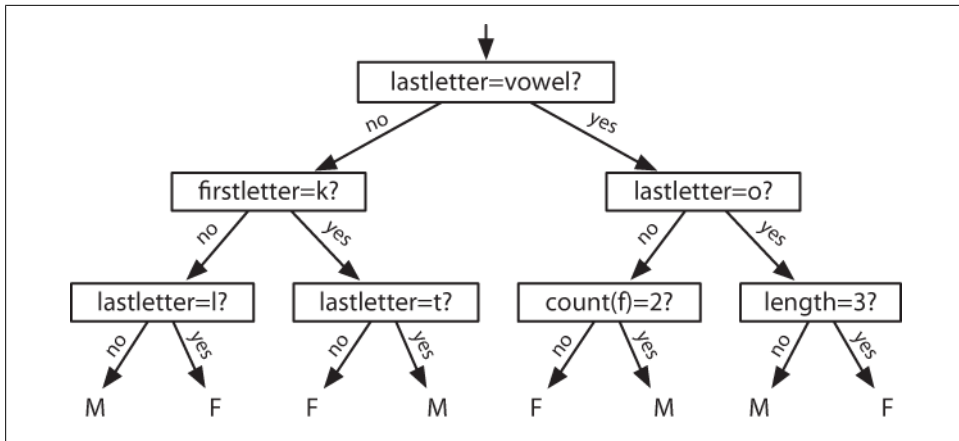 lastletter=vowel?
no yes
firstletter=k? lastletter=o?
no yes no yes
lastletter=l? lastletter=t? count(f)=2? length=3?
no yes no yes no yes no yes
M F F M F M M F